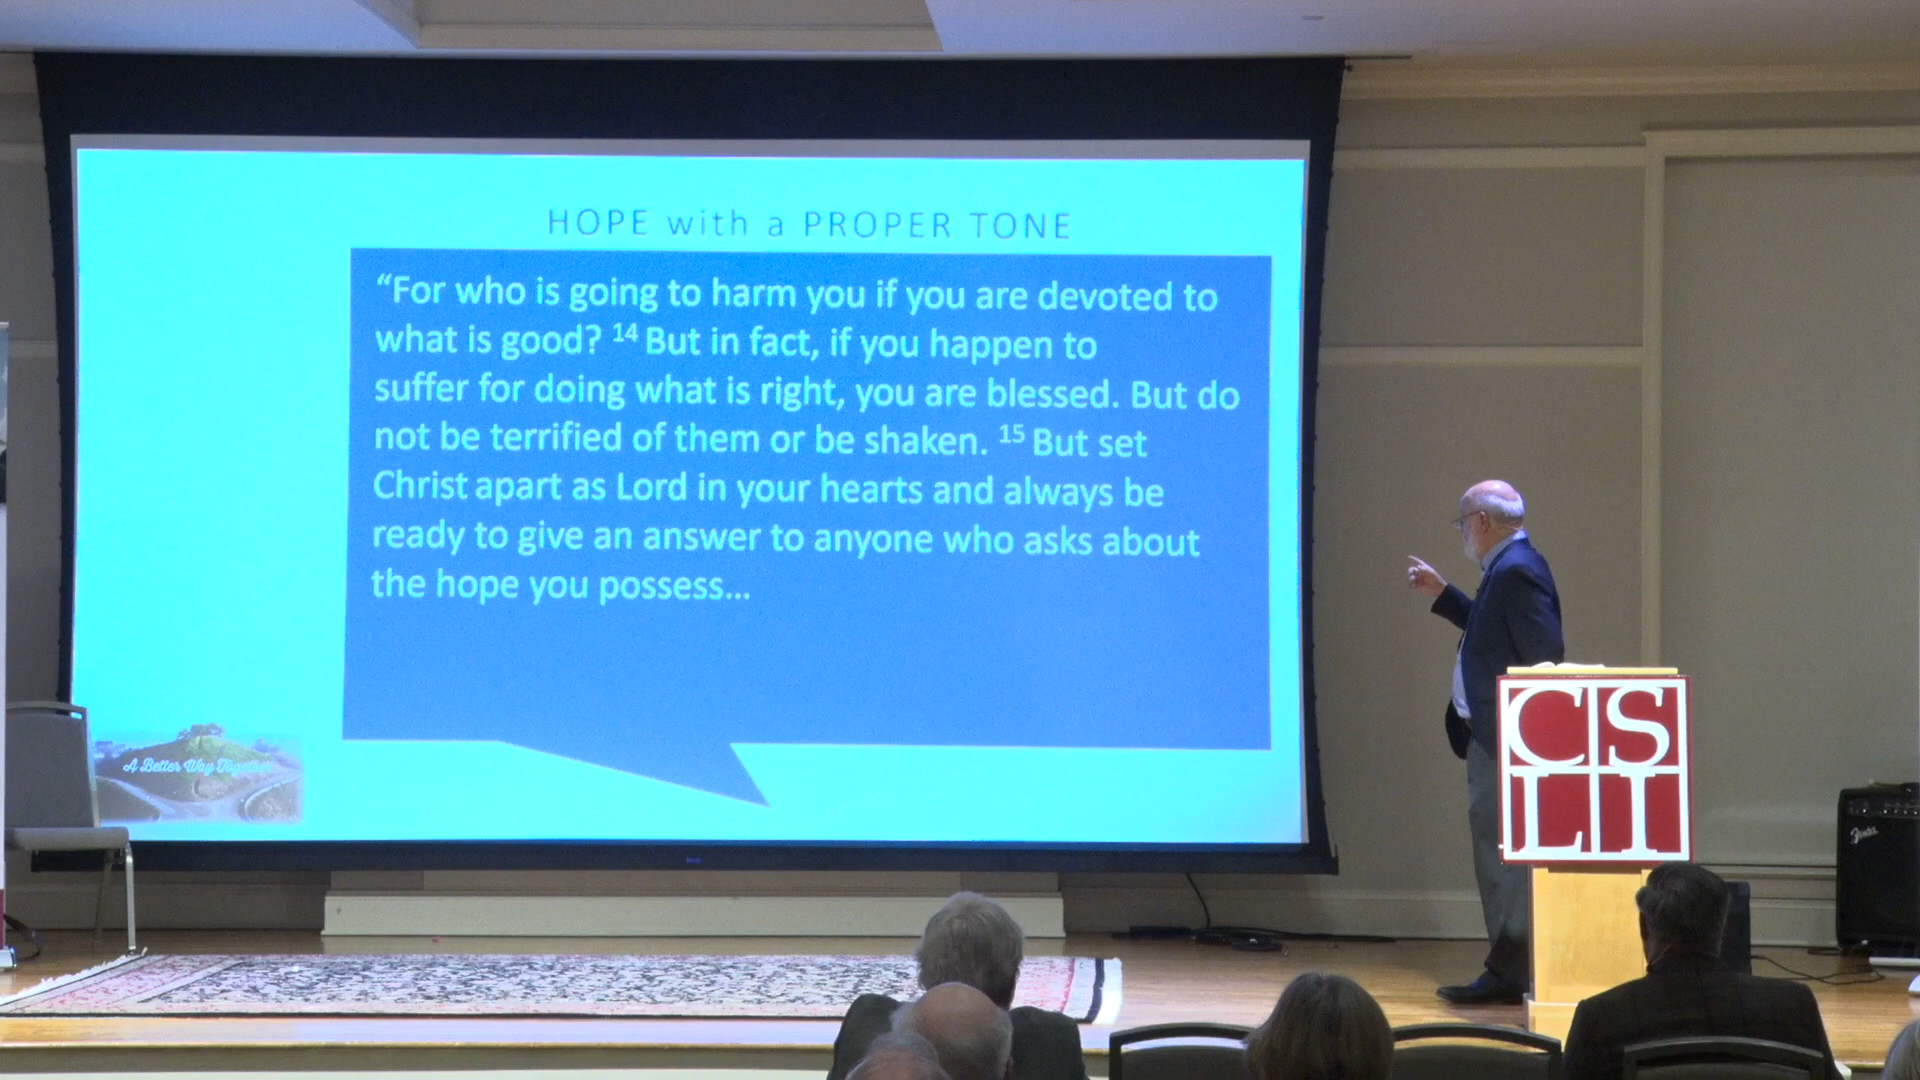 HOPE with a PROPER TONE
“For who is going to harm you if you are devoted to
what is good? 14 But in fact, if you happen to
suffer for doing what is right, you are blessed. But do
not be terrified of them or be shaken. 15 But set
Christ apart as Lord in your hearts and always be
ready to give an answer to anyone who asks about
the hope you possess...
A Better Way Together
CS
LI
Fender